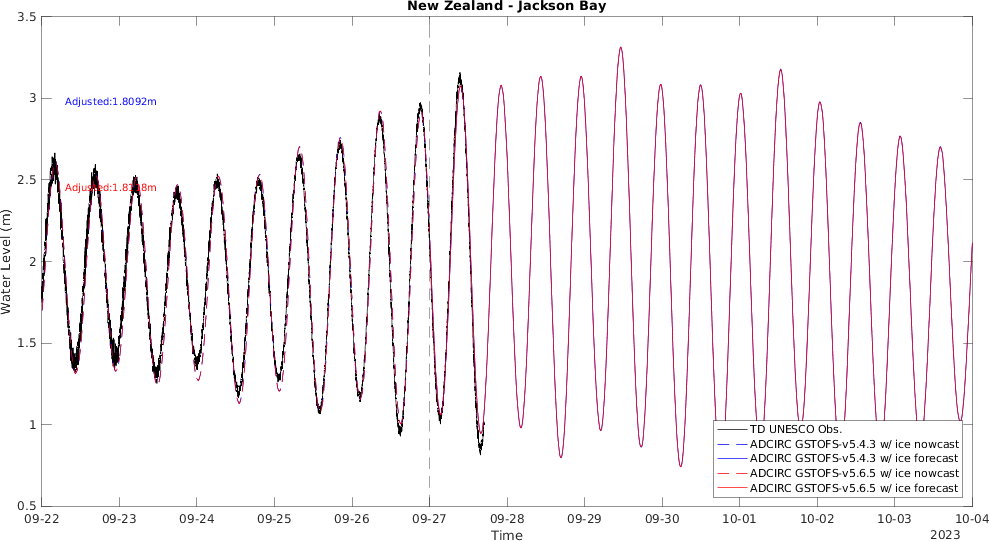 New Zealand - Jackson Bay
3.5
3
2.5
2
1.5
1
0.5
Water Level (m)
Adjusted:1.8092m
09-22
09-23
09-24
09-25
09-26
09-27
09-28
09-29
09-30
10-01
10-02
10-03
10-04
2023
Time
TD UNESCO Obs.
ADCIRC GSTOFS-v5.4.3 w/ ice nowcast
ADCIRC GSTOFS-v5.4.3 w/ ice forecast
ADCIRC GSTOFS-v5.6.5 w/ ice nowcast
ADCIRC GSTOFS-v5.6.5 w/ ice forecast